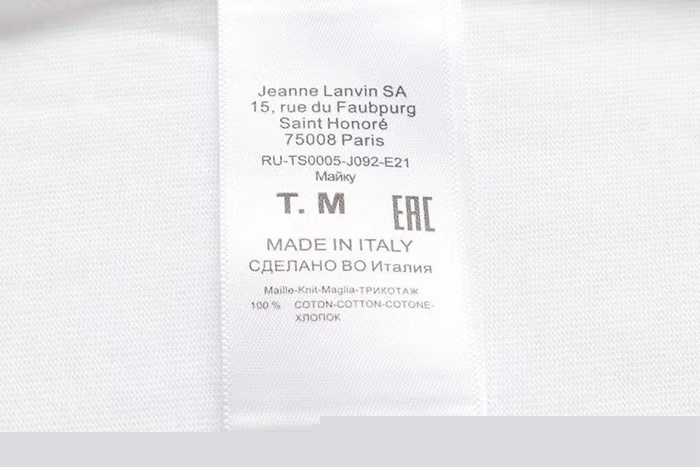 Jeanne Lanvin SA
15, rue du Faubpurg
Saint Honoré
75008 Paris
RU-TS0005-J092-E21
Майку
T. M EAC
MADE IN ITALY
СДЕЛАНО ВО Италия
Maille-Knit-Maglia-ТРИКОТАЖ
100 % COTON-COTTON-COTONE-
ХЛОПОК